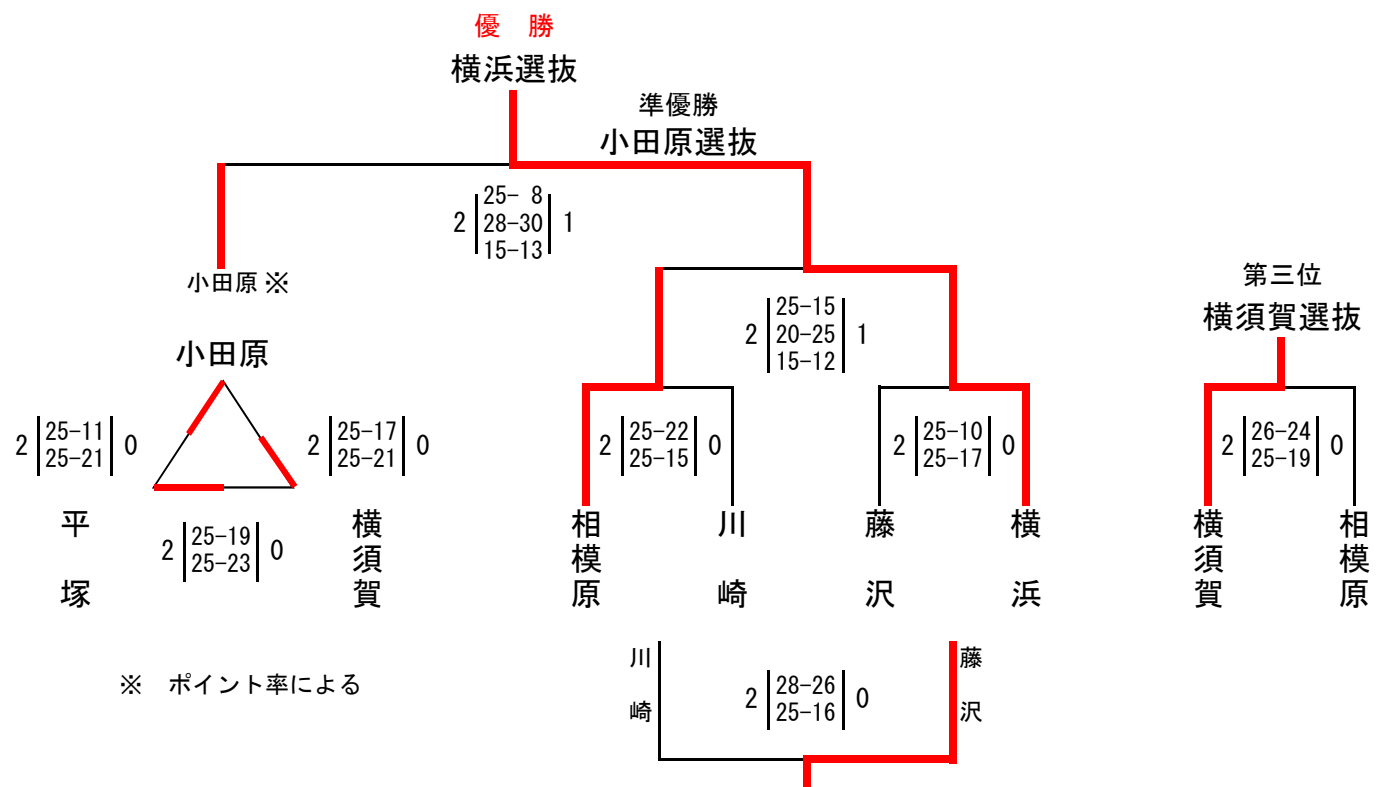 優　勝
横浜選抜
準優勝
小田原選抜
2 25- 8 1
28-30
15-13
小田原※
小田原
2 25-11 0
25-21
2 25-17 0
25-21
2 25-19 0
25-23
平塚
横須賀
※　ポイント率による
2 25-15 1
20-25
15-12
2 25-22 0
25-15
2 25-10 0
25-17
相模原
川崎
藤沢
横浜
川崎
2 28-26 0
25-16
藤沢
第三位
横須賀選抜
2 26-24 0
25-19
横須賀
相模原